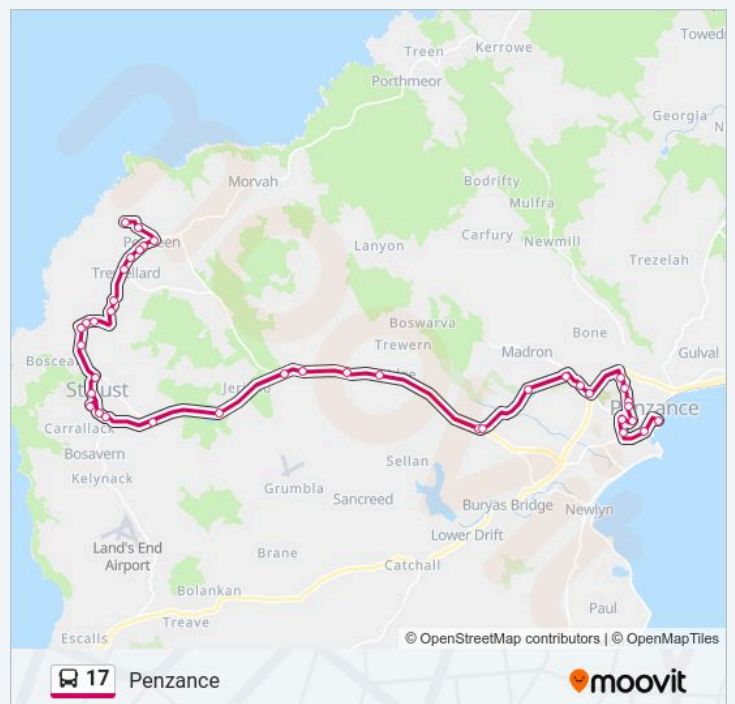 Towed
Treen
Kerrowe
Porthmeor
Georgia
N
Morvah
Bodrifty
Mulfra
Carfury
Newmill
Lanyon
Trezelah
Boswarva
Trewern
Bone
Madron
Gulval
Penzance
Carrallack
Bosavern
Kelynack
Sellan
Grumbla
Sancreed
Buryas Bridge
Newlyn
Lower Drift
Land's End
Airport
Brane
Catchall
Bolankan
Treave
Paul
Escalls
© OpenStreetMap contributors | © OpenMapTiles
17 Penzance
moovit